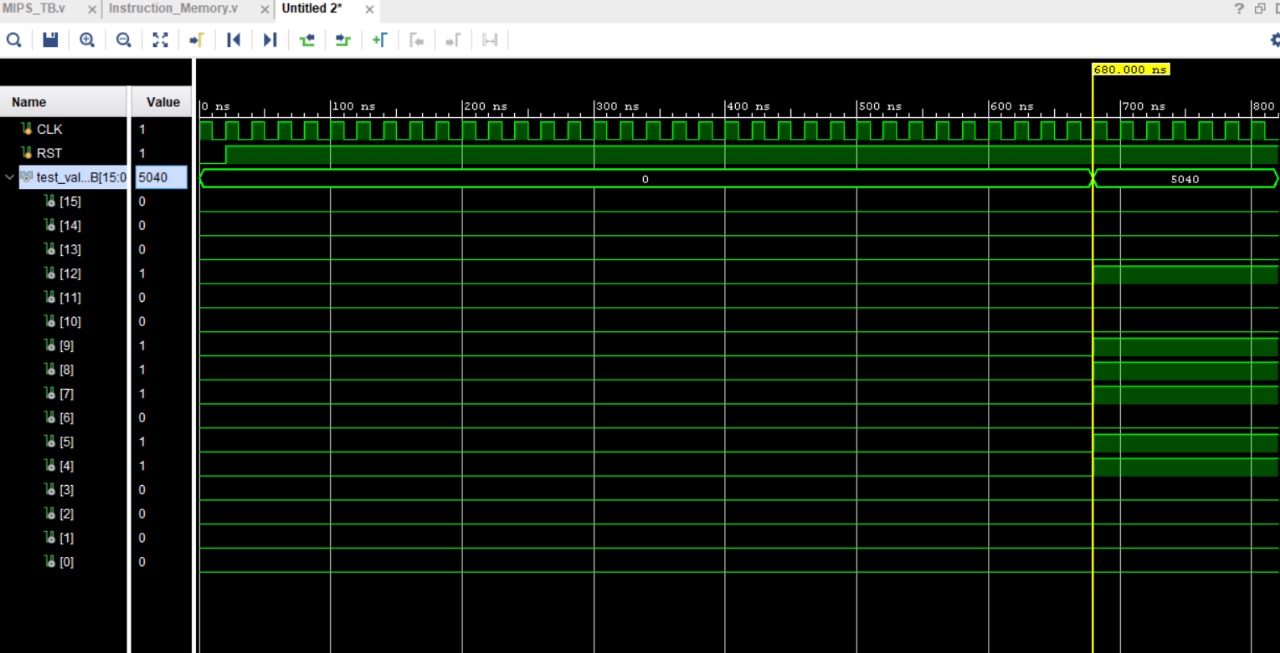 MIPS_TB.v Instruction_Memory.v Untitled 2*
680.000 ns
Name Value 0 ns 100 ns 200 ns 300 ns 400 ns 500 ns 600 ns 700 ns 800
CLK 1
RST 1
test_val...B[15:0 5040 0 5040
[15] 0
[14] 0
[13] 0
[12] 1
[11] 0
[10] 0
[9] 1
[8] 1
[7] 1
[6] 0
[5] 1
[4] 1
[3] 0
[2] 0
[1] 0
[0] 0